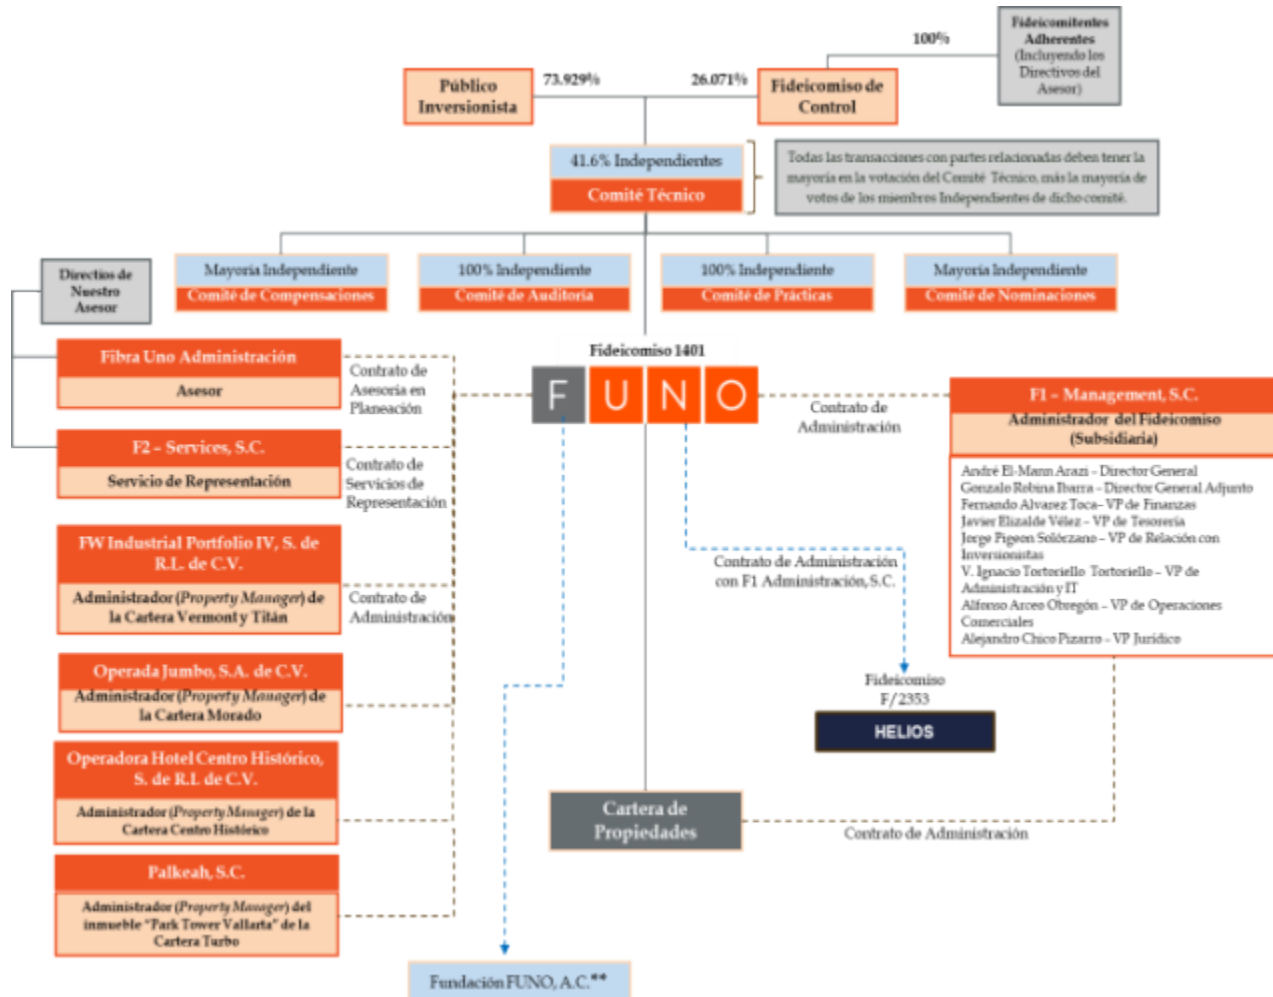 Fideicomitentes
Adherentes
(Incluyendo los
Directivos del
Asesor)
100%
Público
Inversionista
73.929%
26.071%
Fideicomiso de
Control
41.6% Independientes
Comité Técnico
Todas las transacciones con partes relacionadas deben tener la
mayoría en la votación del Comité Técnico, más la mayoría de
votos de los miembros Independientes de dicho comité.
Mayoría Independiente
Comité de Compensaciones
100% Independiente
Comité de Auditoría
100% Independiente
Comité de Prácticas
Mayoría Independiente
Comité de Nominaciones
Directios de
Nuestro
Asesor
Fideicomiso 1401
FUNO
Fibra Uno Administración
Asesor
Contrato de
Asesoría en
Planeación
F2 – Services, S.C.
Servicio de Representación
Contrato de
Servicios de
Representación
FW Industrial Portfolio IV, S. de
R.L. de C.V.
Administrador (Property Manager) de
la Cartera Vermont y Titán
Contrato de
Administración
Operada Jumbo, S.A. de C.V.
Administrador (Property Manager) de
la Cartera Morado
Operadora Hotel Centro Histórico,
S. de R.L de C.V.
Administrador (Property Manager) de la
Cartera Centro Histórico
Palkeah, S.C.
Administrador (Property Manager) del
inmueble “Park Tower Vallarta” de la
Cartera Turbo
Contrato de
Administración
F1 – Management, S.C.
Administrador del Fideicomiso
(Subsidiaria)
André El-Mann Arazi – Director General
Gonzalo Robina Ibarra – Director General Adjunto
Fernando Alvarez Toca– VP de Finanzas
Javier Elizalde Vélez – VP de Tesorería
Jorge Pigeon Solórzano – VP de Relación con
Inversionistas
V. Ignacio Tortoriello Tortoriello – VP de
Administración y IT
Alfonso Arceo Obregón – VP de Operaciones
Comerciales
Alejandro Chico Pizarro – VP Jurídico
Contrato de Administración
con F1 Administración, S.C.
Fideicomiso
F/2353
HELIOS
Cartera de
Propiedades
Contrato de Administración
Fundación FUNO, A.C.**